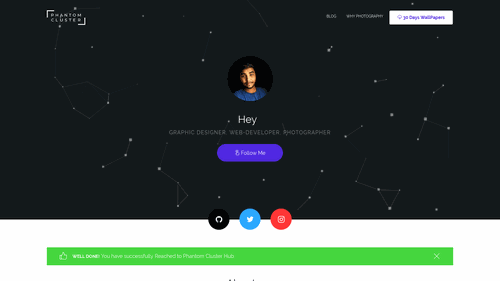 PHANTOM
CLUSTER
BLOG
WHY PHOTOGRAPHY
30 Days WallPapers
Hey
GRAPHIC DESIGNER. WEB-DEVELOPER. PHOTOGRAPHER
Follow Me
WELL DONE! You have successfully Reached to Phantom Cluster Hub.